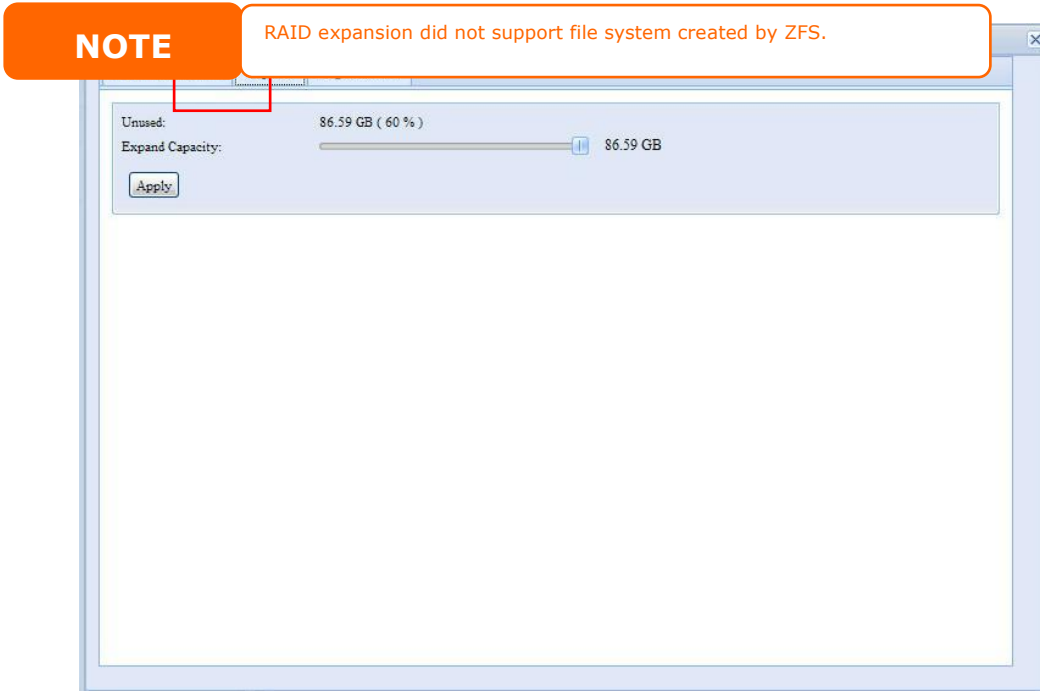 NOTE
RAID expansion did not support file system created by ZFS.
Unused: 86.59 GB ( 60 % )
Expand Capacity: 86.59 GB
Apply